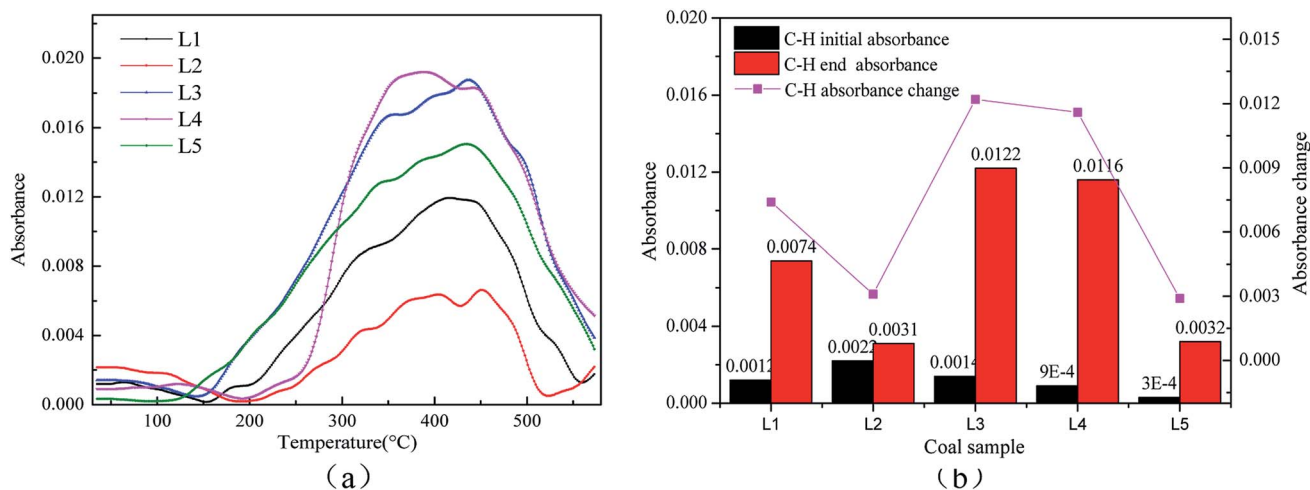 (a)
0.020
0.016
0.012
0.008
0.004
0.000
Absorbance
L1
L2
L3
L4
L5
100 200 300 400 500
Temperature(°C)
(b)
0.020
0.016
0.012
0.008
0.004
0.000
Absorbance
C-H initial absorbance
C-H end absorbance
C-H absorbance change
0.0012
0.0074
0.0022
0.0031
0.0014
0.0122
9E-4
0.0116
3E-4
0.0032
L1 L2 L3 L4 L5
Coal sample
0.015
0.012
0.009
0.006
0.003
0.000
Absorbance change
(a)
(b)